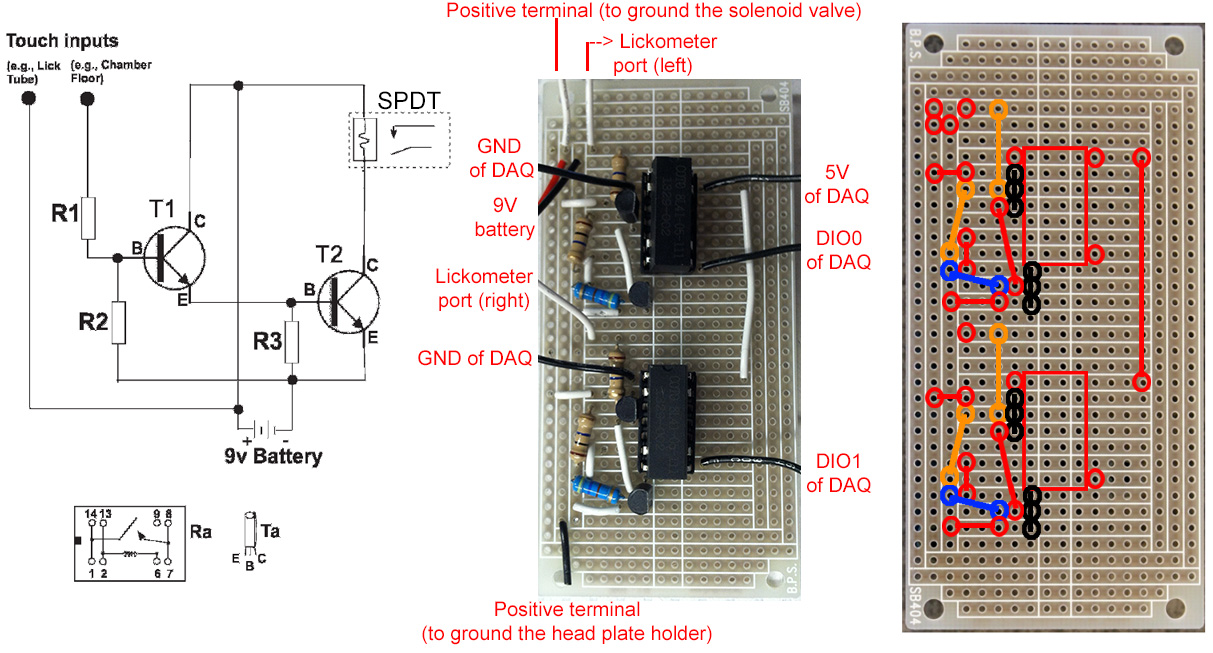 Positive terminal (to ground the solenoid valve)
--> Lickometer
port (left)
Touch inputs
(e.g., Lick
Tube)
(e.g., Chamber
Floor)
SPDT
R1
T1
C
B
E
R2
T2
C
B
E
R3
+
-
9v Battery
14 13
9 8
1 2
6 7
Ra
Ta
E
B
C
GND
of DAQ
9V
battery
Lickometer
port (right)
GND of DAQ
5V
of DAQ
DIO0
of DAQ
DIO1
of DAQ
SB404
B.P.S.
Positive terminal
(to ground the head plate holder)
B.P.S.
SB404